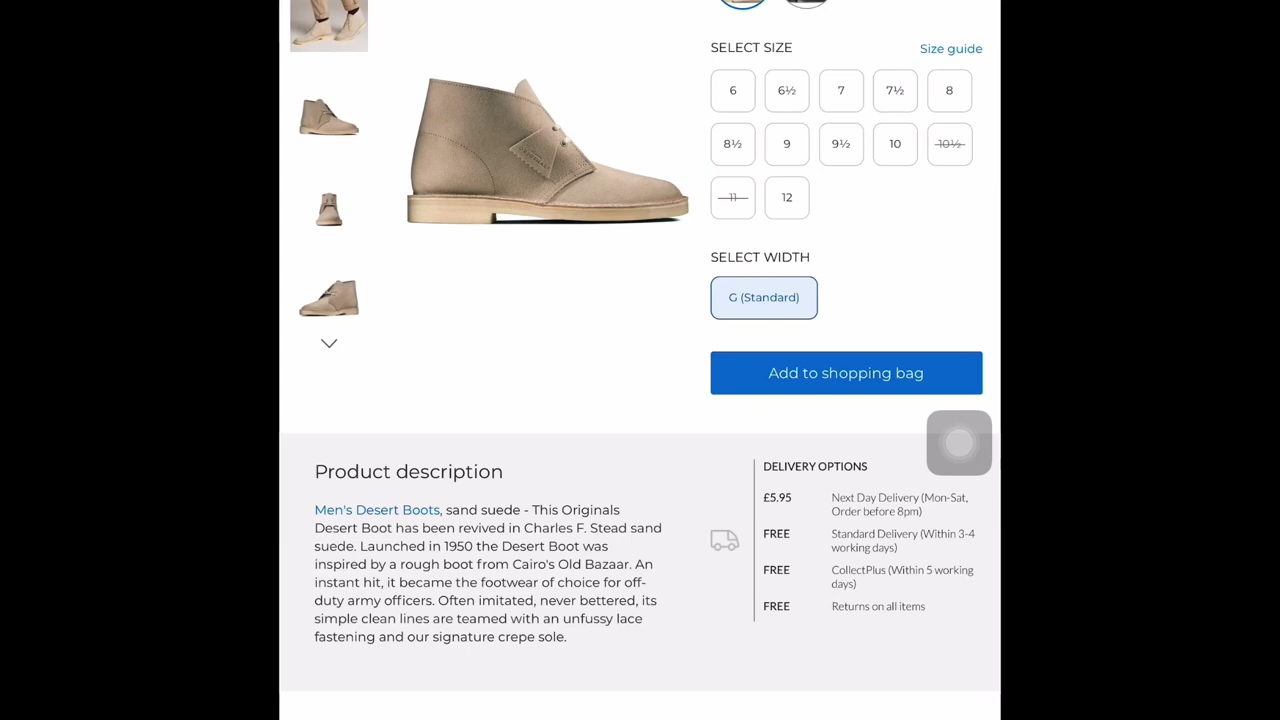 SELECT SIZE
Size guide
6
6½
7
7½
8
8½
9
9½
10
10½
11
12
SELECT WIDTH
G (Standard)
Add to shopping bag
Product description
Men's Desert Boots, sand suede - This Originals
Desert Boot has been revived in Charles F. Stead sand
suede. Launched in 1950 the Desert Boot was
inspired by a rough boot from Cairo's Old Bazaar. An
instant hit, it became the footwear of choice for off-
duty army officers. Often imitated, never bettered, its
simple clean lines are teamed with an unfussy lace
fastening and our signature crepe sole.
DELIVERY OPTIONS
£5.95
Next Day Delivery (Mon-Sat,
Order before 8pm)
FREE
Standard Delivery (Within 3-4
working days)
FREE
CollectPlus (Within 5 working
days)
FREE
Returns on all items